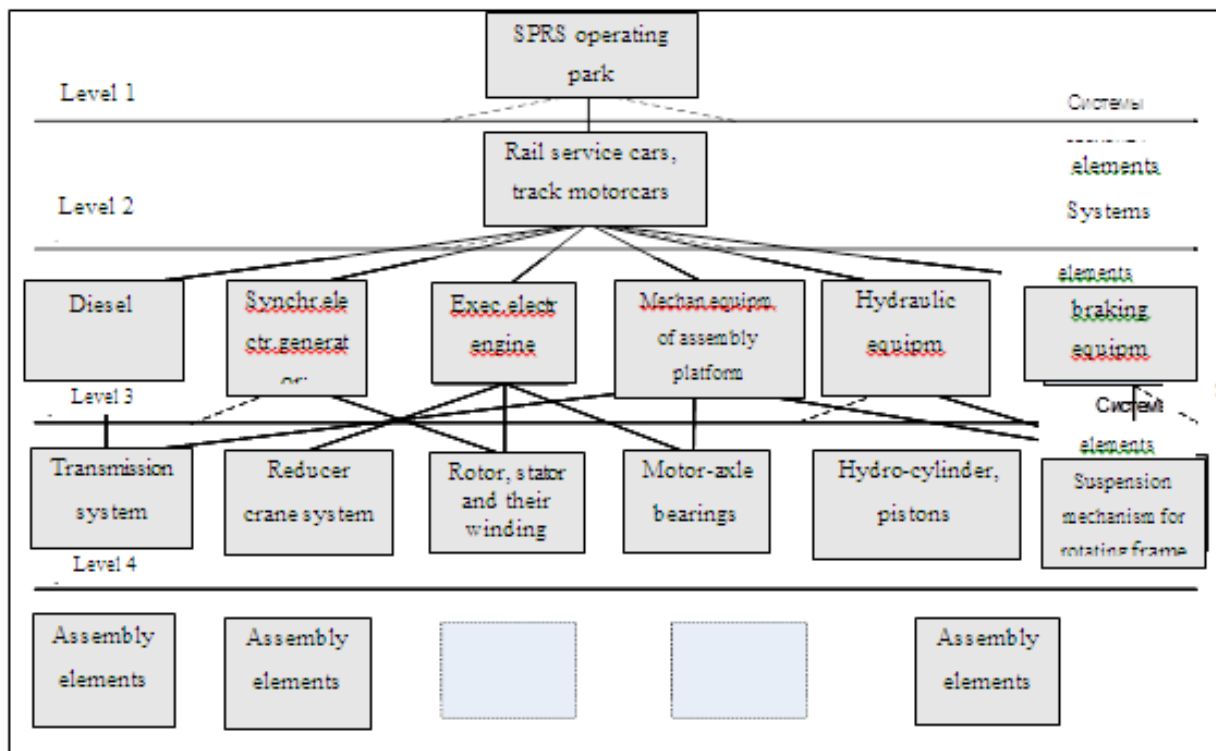 SPRS operating
park
Level 1
Системы
Rail service cars,
track motorcars
elements
Level 2
Systems
elements
Diesel
Synchr.ele
ctr.generat
Exec.electr
engine
Mechan.equipm
of assembly
platform
Hydraulic
equipm
braking
equipm
Level 3
Систем
elements
Transmission
system
Reducer
crane system
Rotor, stator
and their
winding
Motor-axle
bearings
Hydro-cylinder,
pistons
Suspension
mechanism for
rotating frame
Level 4
Assembly
elements
Assembly
elements
Assembly
elements